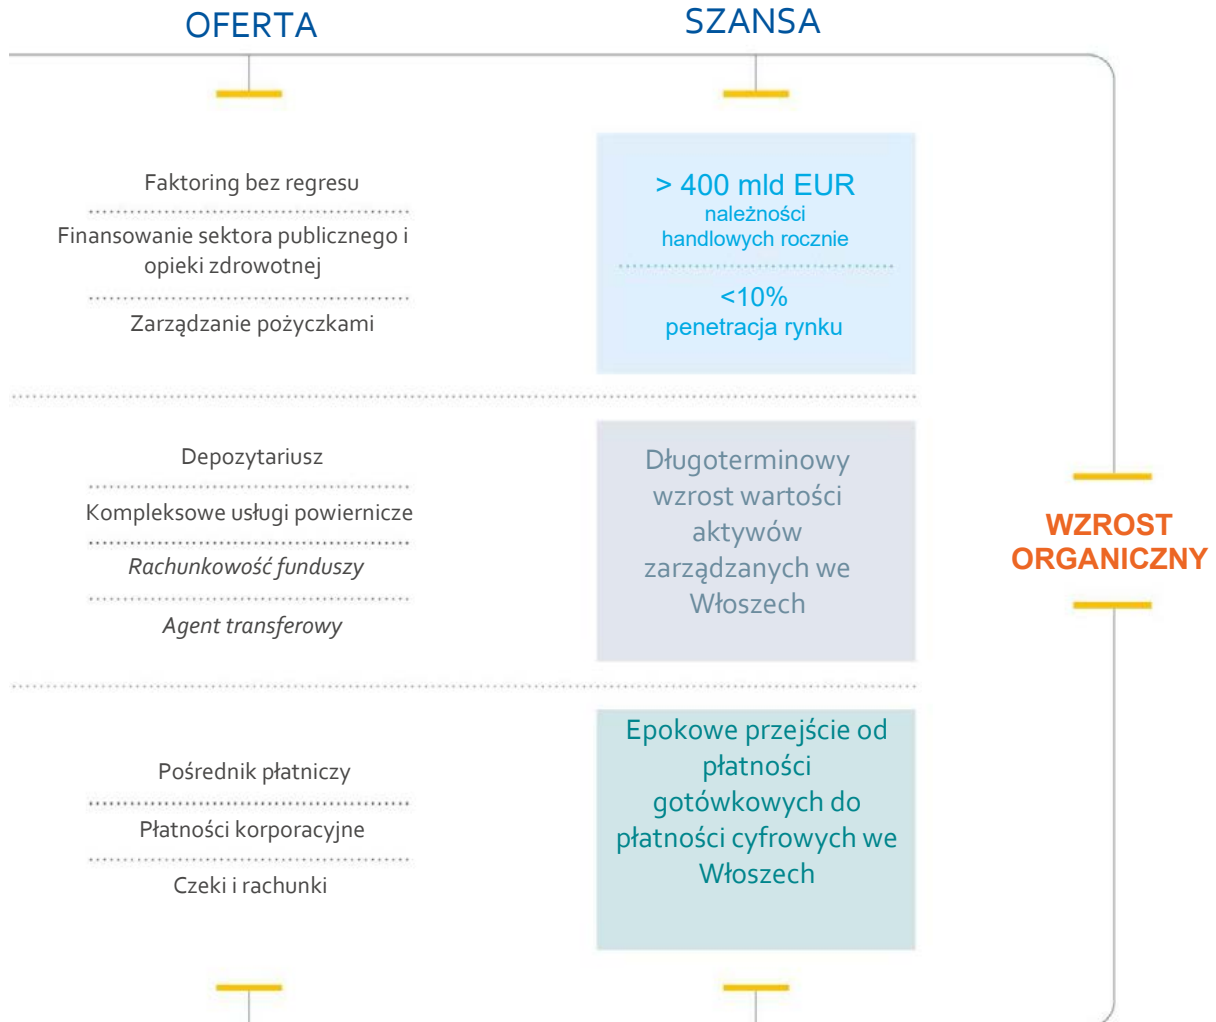 OFERTA
SZANSA
Faktoring bez regresu
Finansowanie sektora publicznego i
opieki zdrowotnej
Zarządzanie pożyczkami
> 400 mld EUR
należności
handlowych rocznie
<10%
penetracja rynku
Depozytariusz
Kompleksowe usługi powiernicze
Rachunkowość funduszy
Agent transferowy
Długoterminowy
wzrost wartości
aktywów
zarządzanych we
Włoszech
Pośrednik płatniczy
Płatności korporacyjne
Czeki i rachunki
Epokowe przejście od
płatności
gotówkowych do
płatności cyfrowych we
Włoszech
WZROST
ORGANICZNY